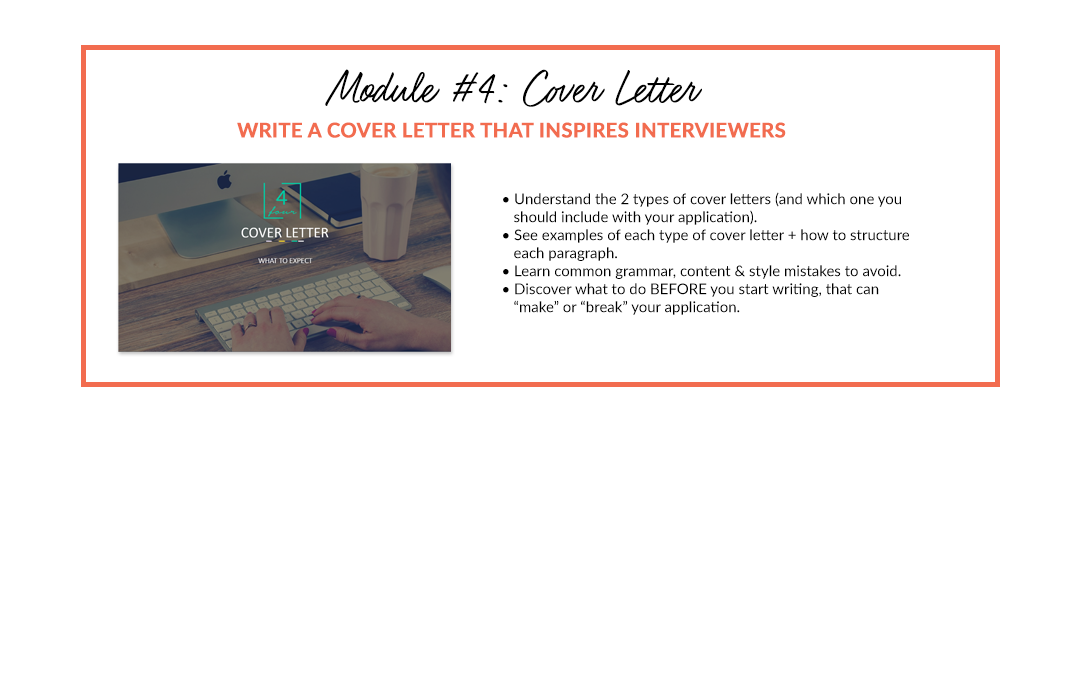 Module #4: Cover Letter
WRITE A COVER LETTER THAT INSPIRES INTERVIEWERS
4
four
COVER LETTER
WHAT TO EXPECT
• Understand the 2 types of cover letters (and which one you
should include with your application).
• See examples of each type of cover letter + how to structure
each paragraph.
• Learn common grammar, content & style mistakes to avoid.
• Discover what to do BEFORE you start writing, that can
“make” or “break” your application.